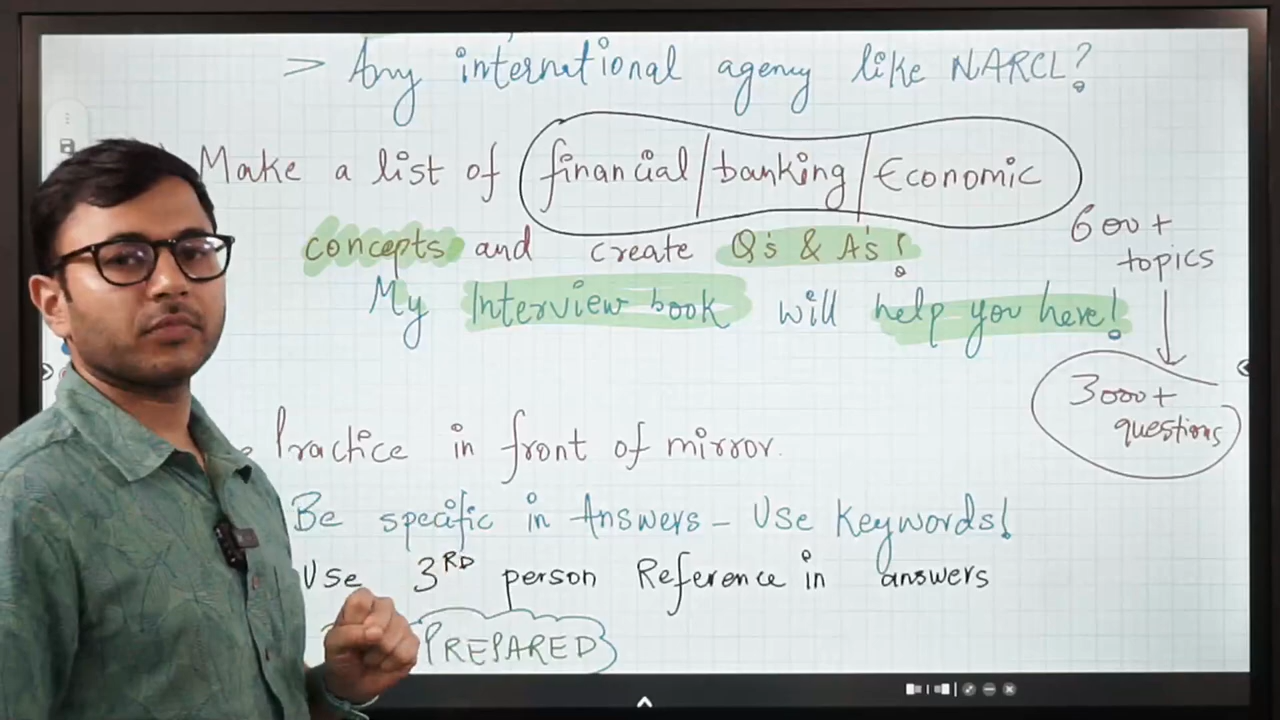 > Any international agency like NARCL?
Make a list of financial/banking/Economic
concepts and create Q's & A's!
My Interview book will help you here!
600+
topics
3000+
questions
Practice in front of mirror.
Be specific in Answers - Use Keywords!
Use 3RD person Reference in answers
PREPARED